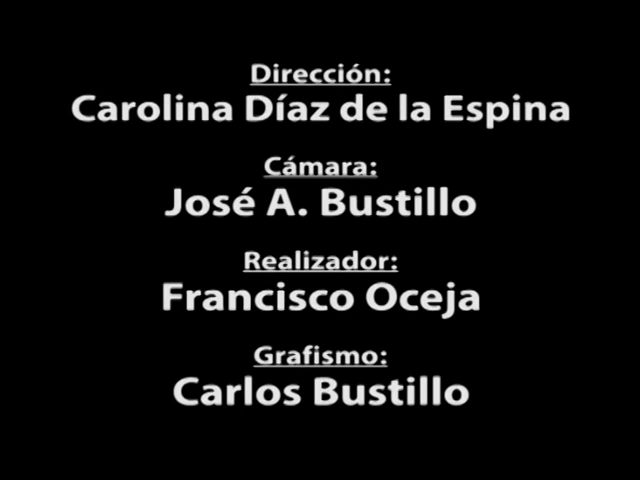 Dirección:
Carolina Díaz de la Espina
Cámara:
José A. Bustillo
Realizador:
Francisco Oceja
Grafismo:
Carlos Bustillo